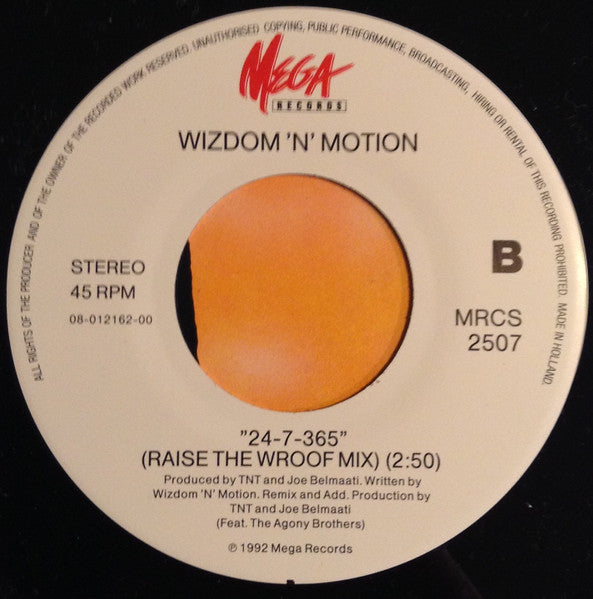 ALL RIGHTS OF THE PRODUCER AND OF THE OWNER OF THE RECORDED WORK RESERVED. UNAUTHORISED COPYING, PUBLIC PERFORMANCE, BROADCASTING, HIRING OR RENTAL OF THIS RECORDING PROHIBITED. MADE IN HOLLAND.
MEGA
RECORDS
WIZDOM 'N' MOTION
STEREO
45 RPM
08-012162-00
B
MRCS
2507
"24-7-365"
(RAISE THE WROOF MIX) (2:50)
Produced by TNT and Joe Belmaati. Written by
Wizdom 'N' Motion. Remix and Add. Production by
TNT and Joe Belmaati
(Feat. The Agony Brothers)
℗ 1992 Mega Records